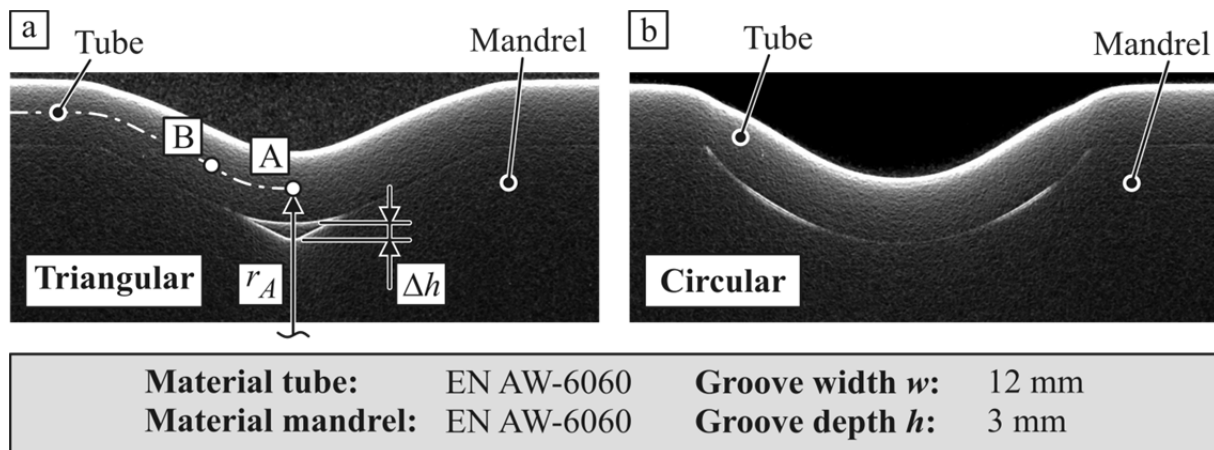 a
Tube
Mandrel
B
A
Triangular
r_A
Δh
b
Tube
Mandrel
Circular
Material tube: EN AW-6060 Groove width w: 12 mm
Material mandrel: EN AW-6060 Groove depth h: 3 mm